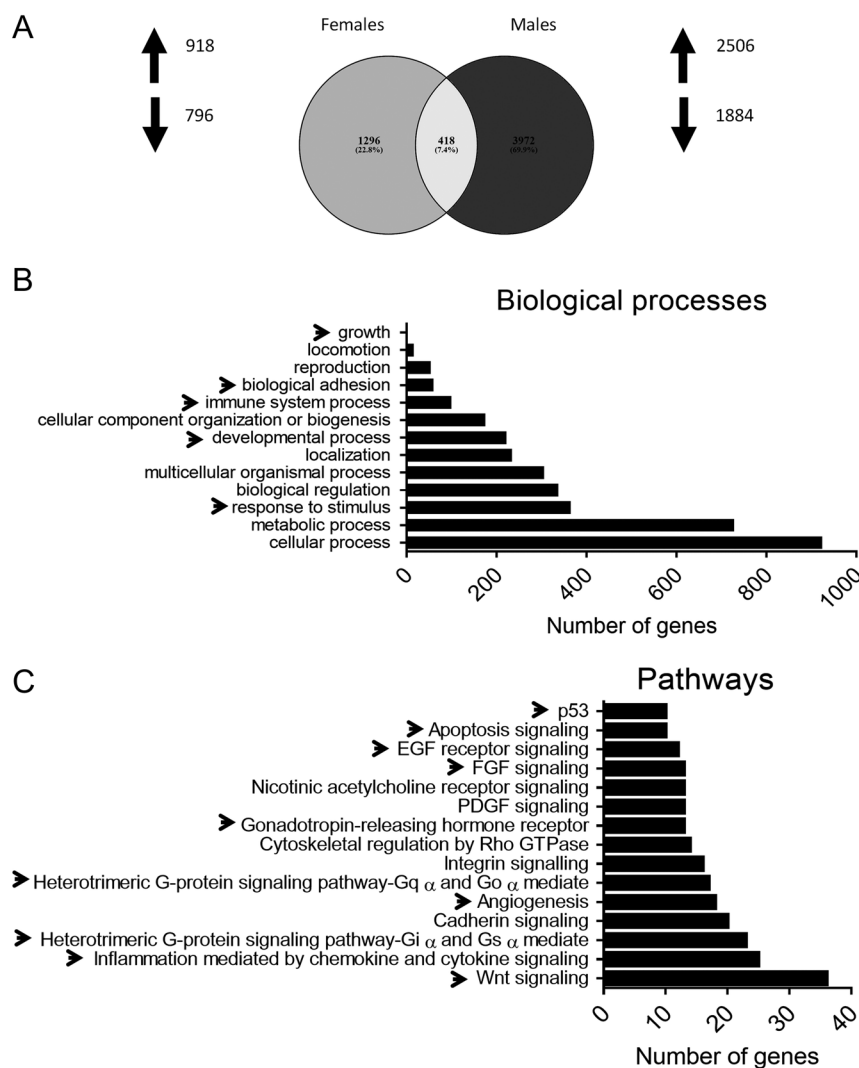 A
Females
Males
918
796
2506
1884
1296
(22.8%)
418
(7.4%)
3972
(69.9%)
B
Biological processes
growth
locomotion
reproduction
biological adhesion
immune system process
cellular component organization or biogenesis
developmental process
localization
multicellular organismal process
biological regulation
response to stimulus
metabolic process
cellular process
0
200
400
600
800
1000
Number of genes
C
Pathways
p53
Apoptosis signaling
EGF receptor signaling
FGF signaling
Nicotinic acetylcholine receptor signaling
PDGF signaling
Gonadotropin-releasing hormone receptor
Cytoskeletal regulation by Rho GTPase
Integrin signalling
Heterotrimeric G-protein signaling pathway-Gq α and Go α mediate
Angiogenesis
Cadherin signaling
Heterotrimeric G-protein signaling pathway-Gi α and Gs α mediate
Inflammation mediated by chemokine and cytokine signaling
Wnt signaling
0
10
20
30
40
Number of genes